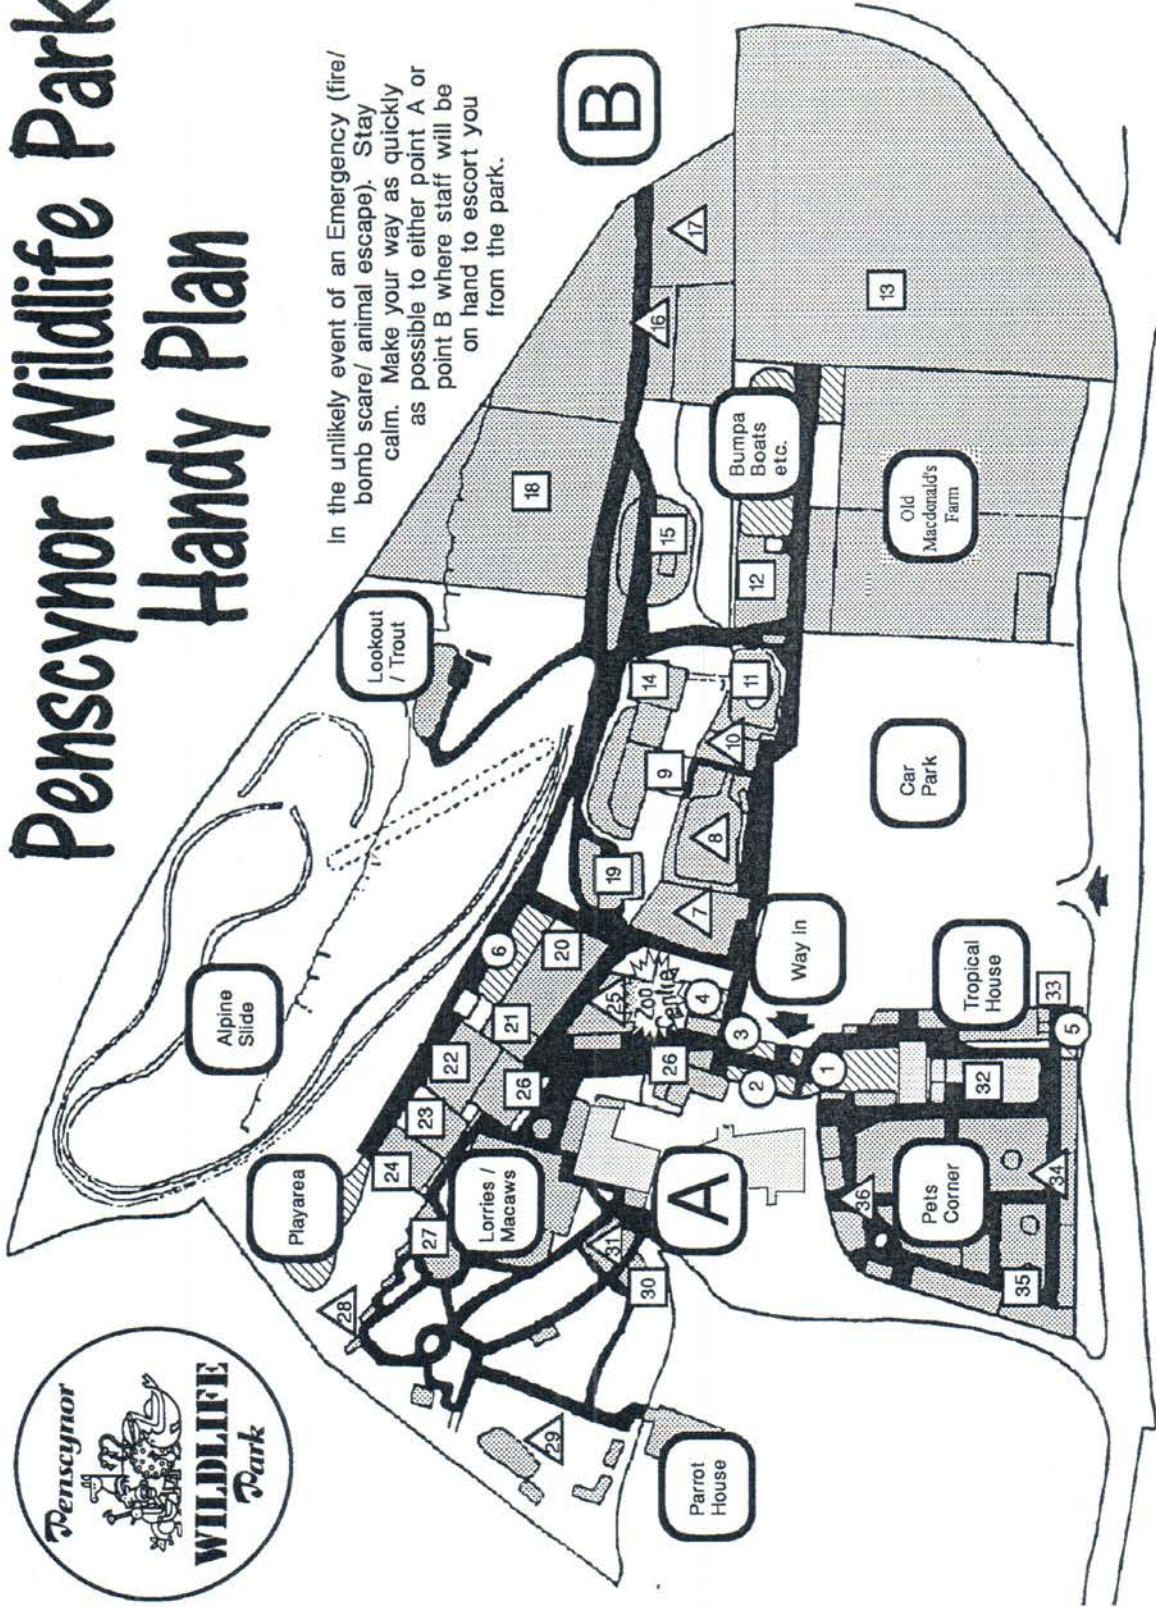 Penscynor Wildlife Park
Handy Plan
In the unlikely event of an Emergency (fire/
bomb scare/ animal escape). Stay
calm. Make your way as quickly
as possible to either point A or
point B where staff will be
on hand to escort you
from the park.
Penscynor
WILDLIFE
Park
B
Alpine
Slide
Lookout
/ Trout
Playarea
Lorries /
Macaws
A
Parrot
House
Zoo
Centre
Way In
Bumpa
Boats
etc.
Old
Macdonald's
Farm
Car
Park
Tropical
House
Pets
Corner
1
2
3
4
5
6
7
8
9
10
11
12
13
14
15
16
17
18
19
20
21
22
23
24
25
26
26
27
28
29
30
31
32
33
34
35
36